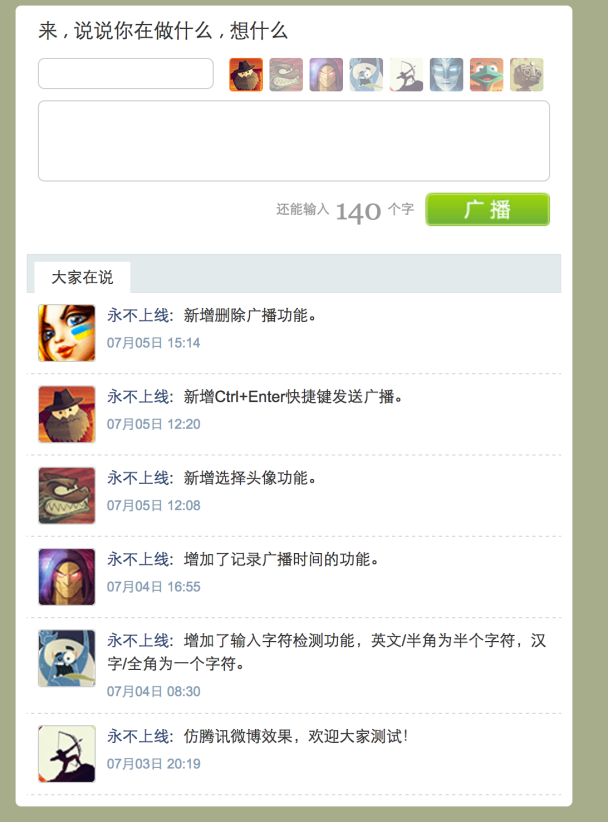 来，说说你在做什么，想什么
还能输入 140 个字 广播
大家在说
永不上线：新增删除广播功能。
07月05日 15:14
永不上线：新增Ctrl+Enter快捷键发送广播。
07月05日 12:20
永不上线：新增选择头像功能。
07月05日 12:08
永不上线：增加了记录广播时间的功能。
07月04日 16:55
永不上线：增加了输入字符检测功能，英文/半角为半个字符，汉
字/全角为一个字符。
07月04日 08:30
永不上线：仿腾讯微博效果，欢迎大家测试！
07月03日 20:19